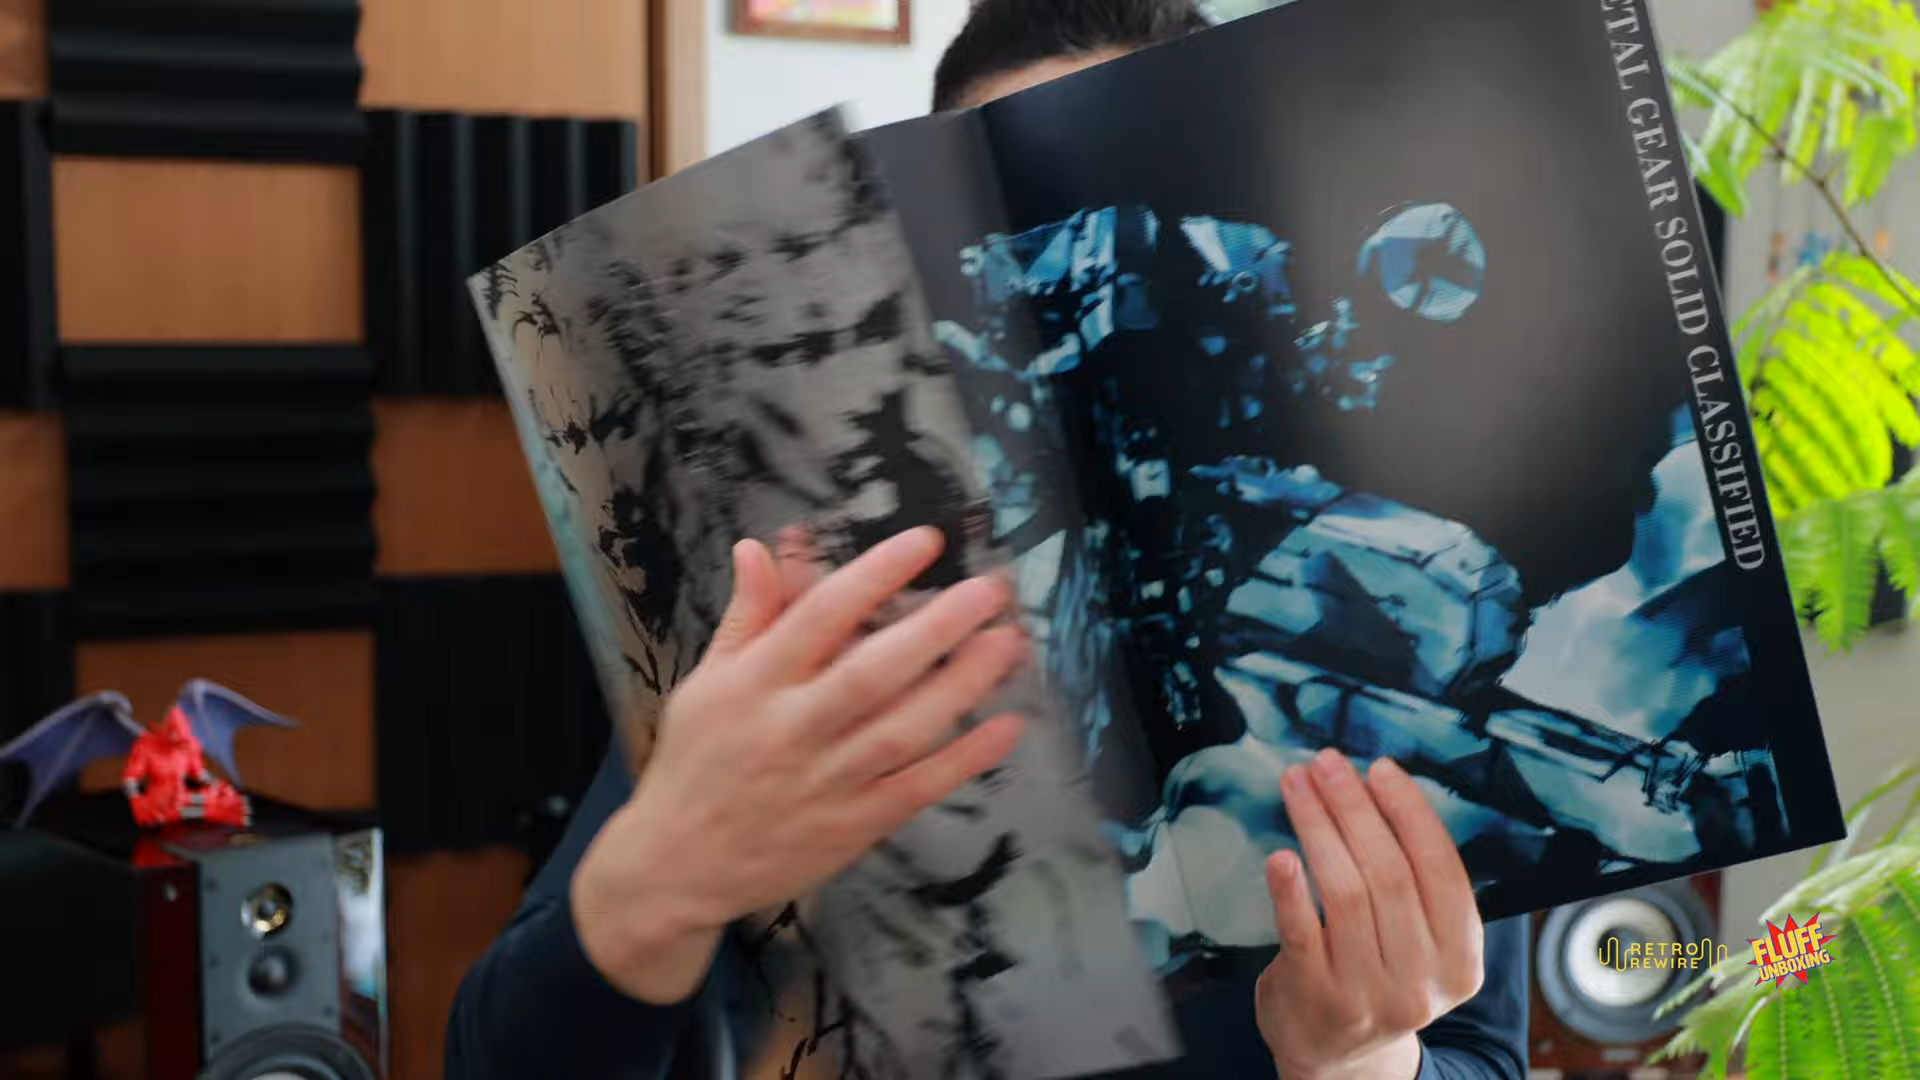 ETAL GEAR SOLID CLASSIFIED
RETRO
REWIRE
FLUFF
UNBOXING